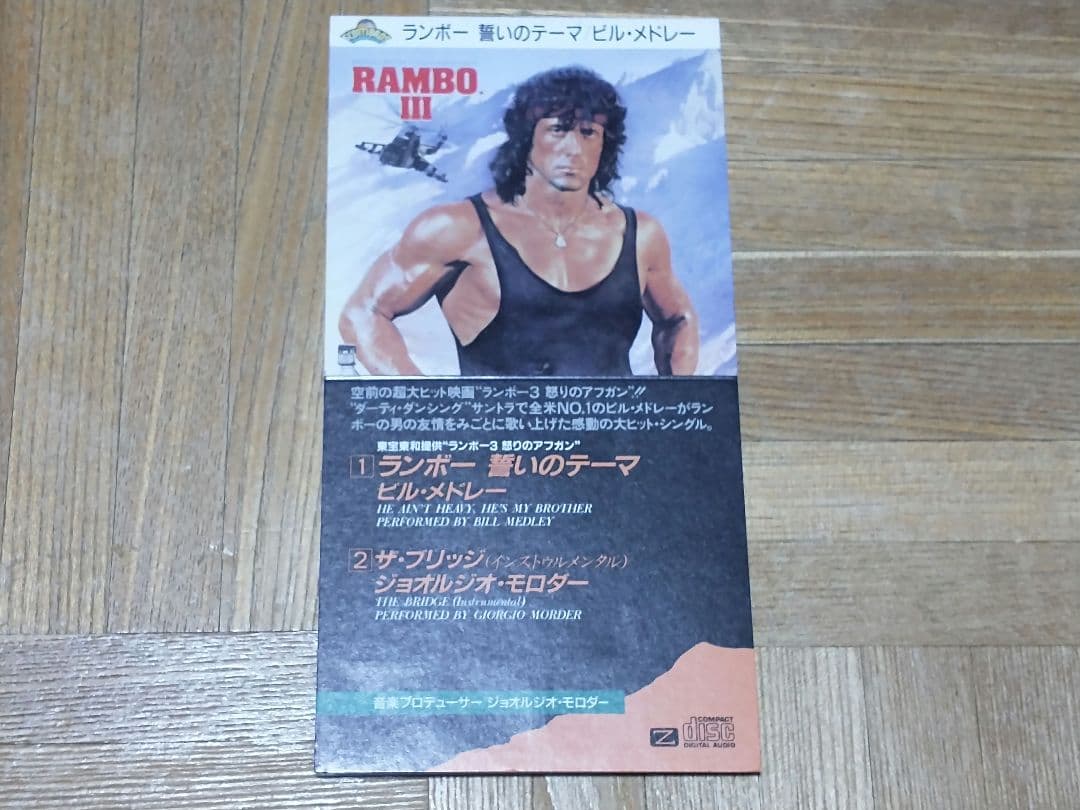 ランボー 誓いのテーマ ビル・メドレー
RAMBO
III
空前の超大ヒット映画"ランボー3 怒りのアフガン"!!
"ダーティ・ダンシング"サントラで全米NO.1のビル・メドレーがラン
ボーの男の友情をみごとに歌い上げた感動の大ヒット・シングル。
東宝東和提供"ランボー3 怒りのアフガン"
1 ランボー 誓いのテーマ
ビル・メドレー
HE AIN'T HEAVY, HE'S MY BROTHER
PERFORMED BY BILL MEDLEY
2 ザ・ブリッジ(インストゥルメンタル)
ジョオルジオ・モロダー
THE BRIDGE (Instrumental)
PERFORMED BY GIORGIO MORDER
音楽プロデューサー ジョオルジオ・モロダー
Z
COMPACT
disc
DIGITAL AUDIO